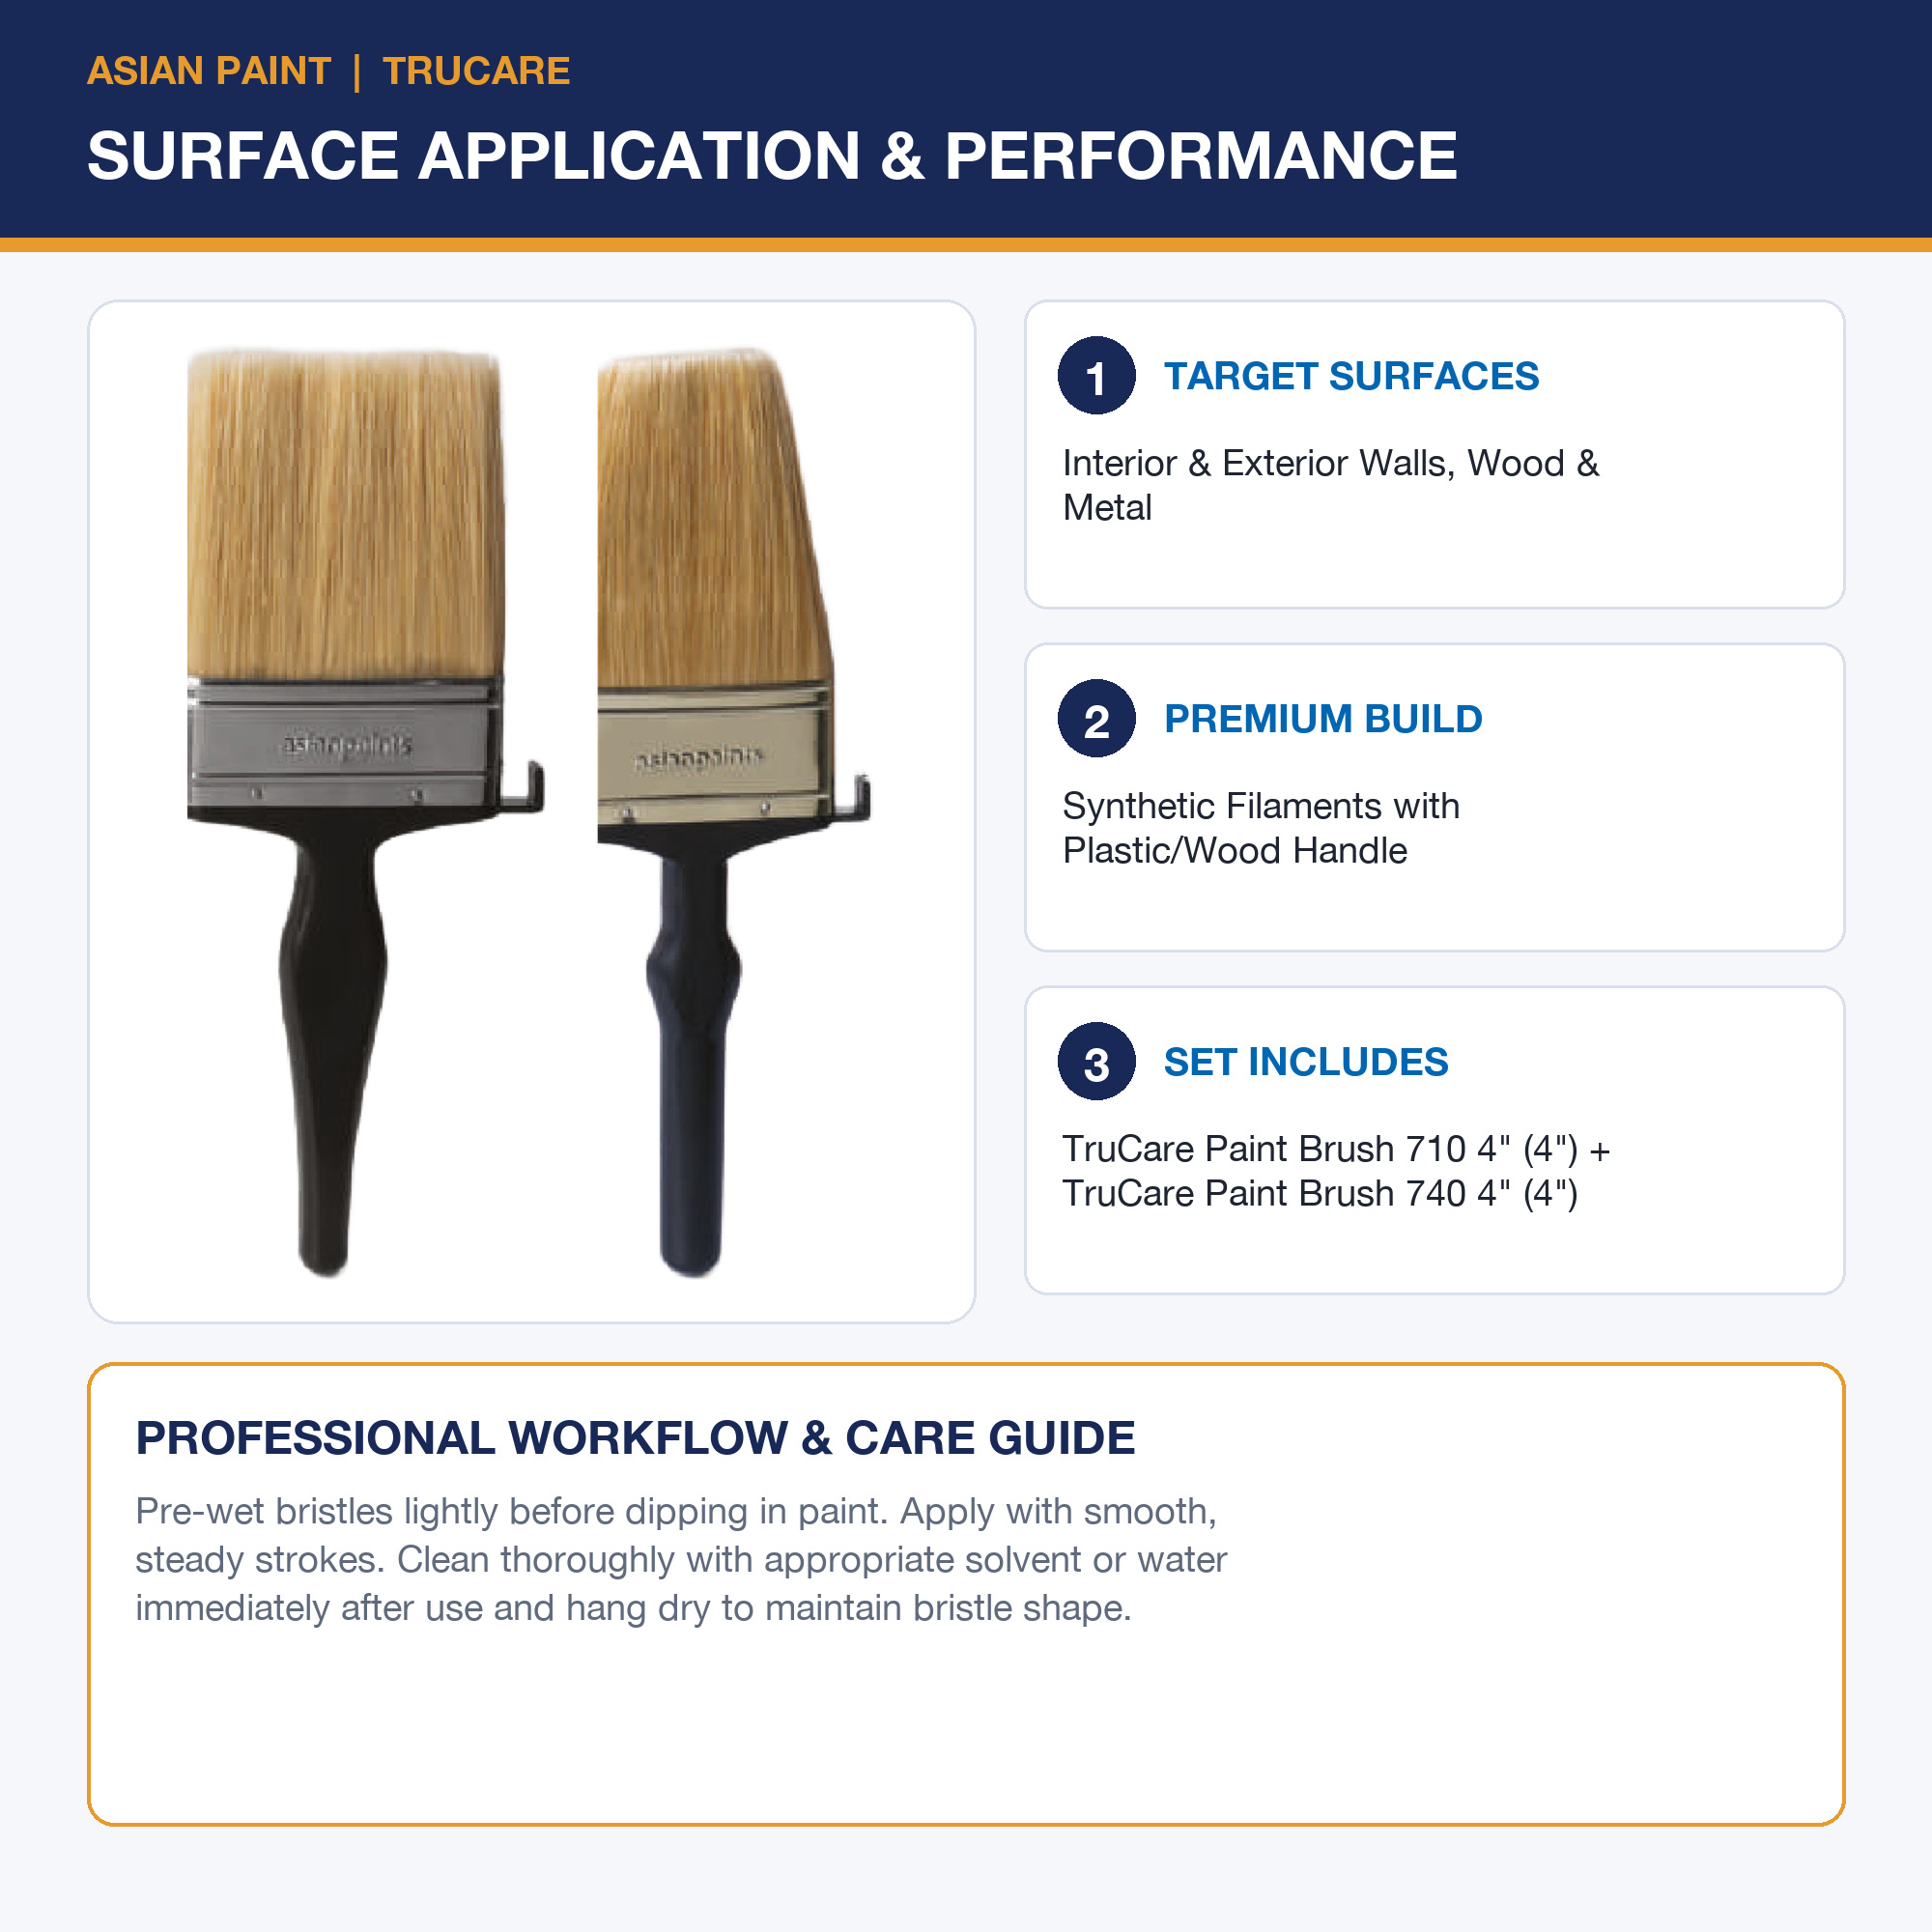 ASIAN PAINT | TRUCARE
SURFACE APPLICATION & PERFORMANCE
asianpaints
asianpaints
1 TARGET SURFACES
Interior & Exterior Walls, Wood &
Metal
2 PREMIUM BUILD
Synthetic Filaments with
Plastic/Wood Handle
3 SET INCLUDES
TruCare Paint Brush 710 4" (4") +
TruCare Paint Brush 740 4" (4")
PROFESSIONAL WORKFLOW & CARE GUIDE
Pre-wet bristles lightly before dipping in paint. Apply with smooth,
steady strokes. Clean thoroughly with appropriate solvent or water
immediately after use and hang dry to maintain bristle shape.